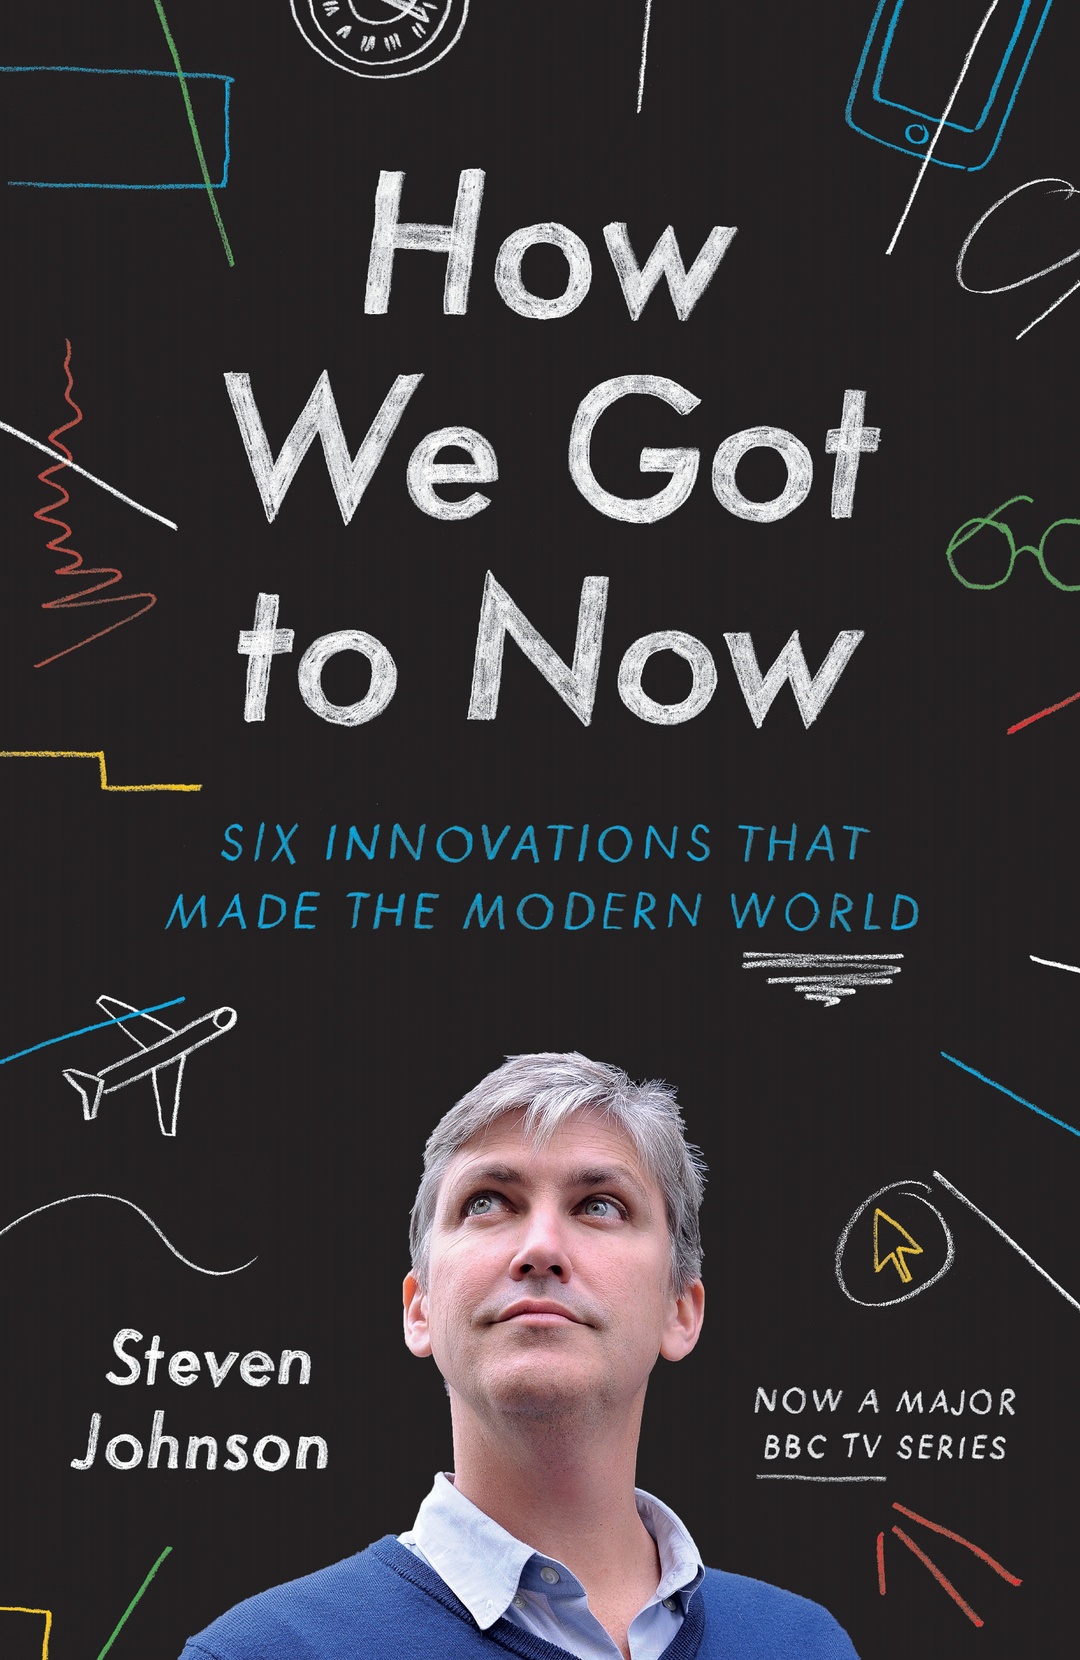 How
We Got
to Now
SIX INNOVATIONS THAT
MADE THE MODERN WORLD
Steven
Johnson
NOW A MAJOR
BBC TV SERIES